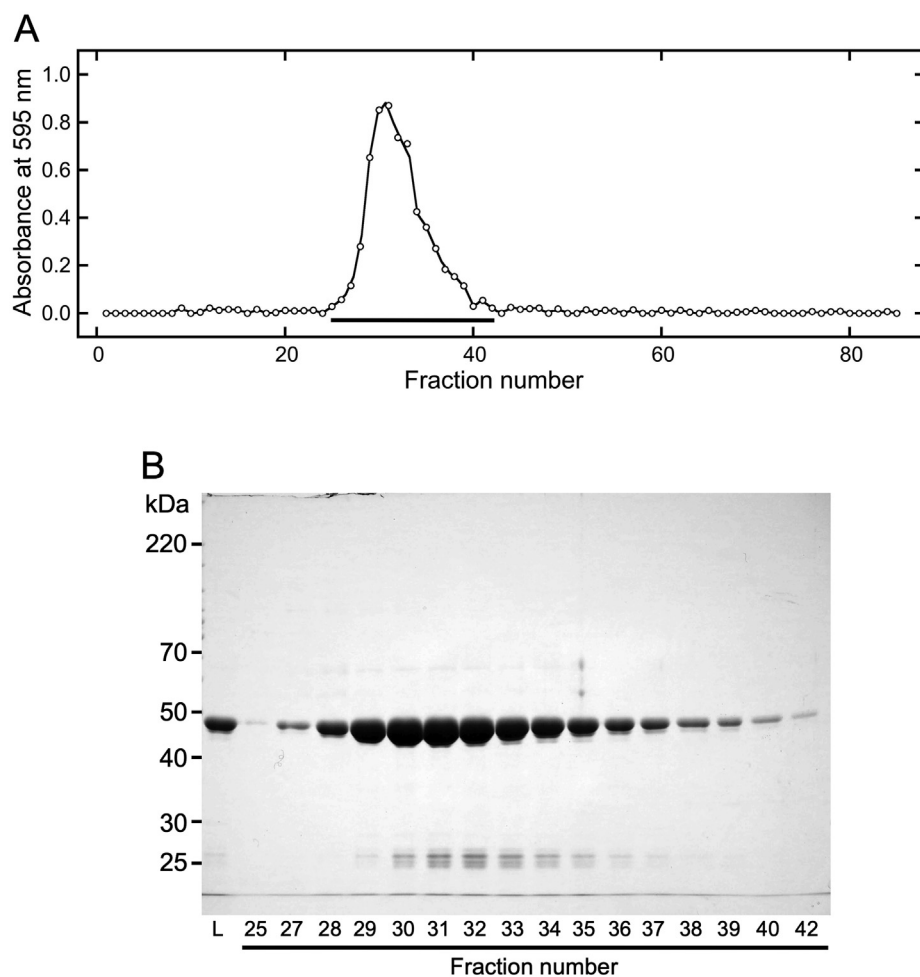 A
Absorbance at 595 nm
1.0
0.8
0.6
0.4
0.2
0.0
0 20 40 60 80
Fraction number
B
kDa
220
70
50
40
30
25
L 25 27 28 29 30 31 32 33 34 35 36 37 38 39 40 42
Fraction number